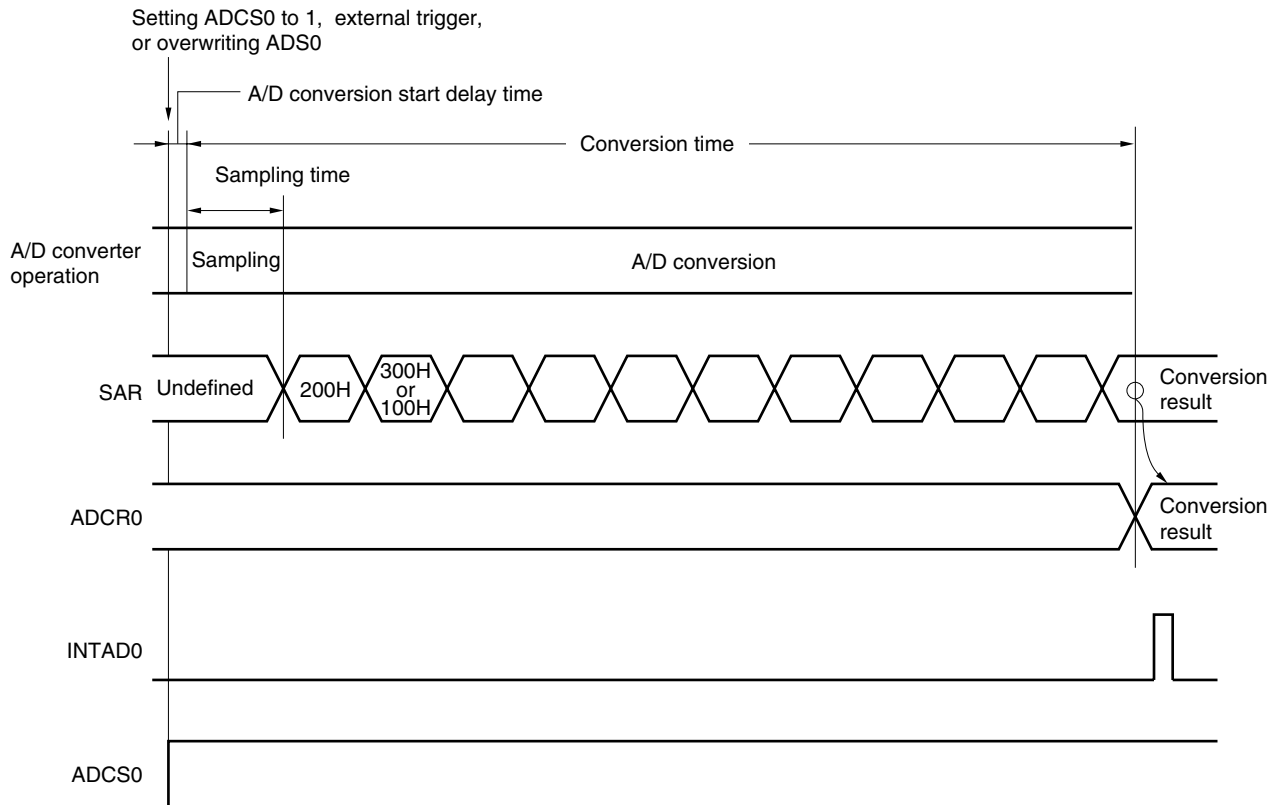 Setting ADCS0 to 1, external trigger,
or overwriting ADS0
A/D conversion start delay time
Conversion time
Sampling time
A/D converter
operation
Sampling
A/D conversion
SAR
Undefined
200H
300H
or
100H
Conversion
result
ADCR0
Conversion
result
INTAD0
ADCS0